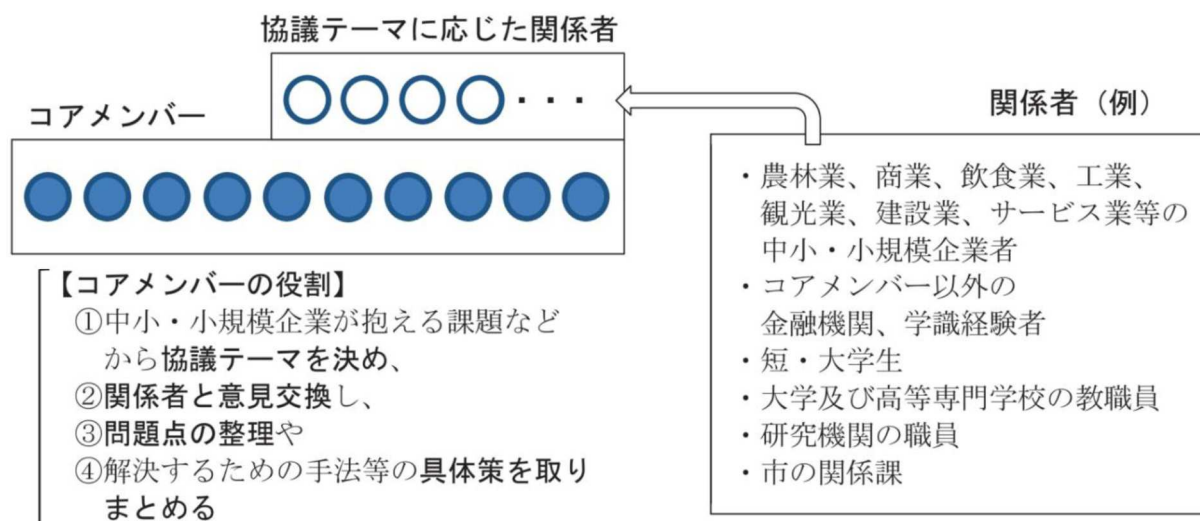 協議テーマに応じた関係者
・・・
コアメンバー
【コアメンバーの役割】
①中小・小規模企業が抱える課題など
から協議テーマを決め、
②関係者と意見交換し、
③問題点の整理や
④解決するための手法等の具体策を取り
まとめる
関係者（例）
・農林業、商業、飲食業、工業、
観光業、建設業、サービス業等の
中小・小規模企業者
・コアメンバー以外の
金融機関、学識経験者
・短・大学生
・大学及び高等専門学校の教職員
・研究機関の職員
・市の関係課